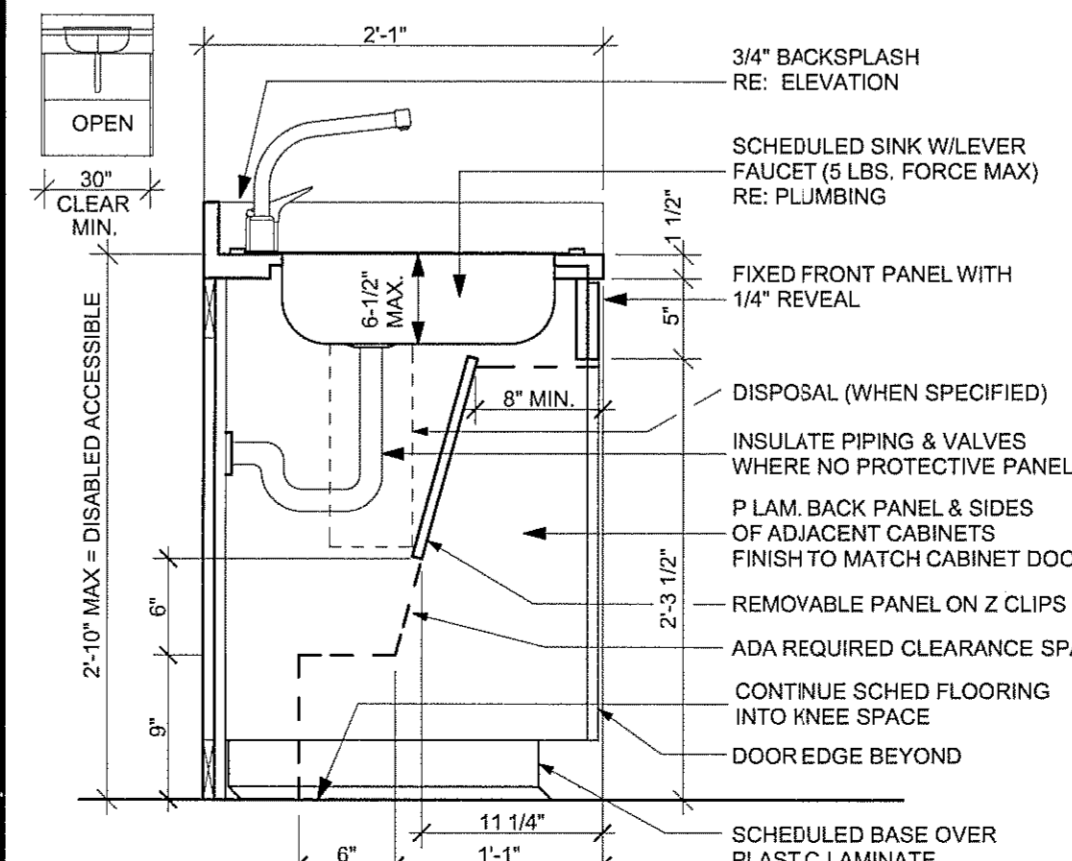 OPEN
30"
CLEAR
MIN.
2'-1"
3/4" BACKSPLASH
RE: ELEVATION
SCHEDULED SINK W/LEVER
FAUCET (5 LBS. FORCE MAX)
RE: PLUMBING
1 1/2"
FIXED FRONT PANEL WITH
1/4" REVEAL
6-1/2"
MAX.
5"
2'-10" MAX = DISABLED ACCESSIBLE
8" MIN.
DISPOSAL (WHEN SPECIFIED)
INSULATE PIPING & VALVES
WHERE NO PROTECTIVE PANEL
P LAM. BACK PANEL & SIDES
OF ADJACENT CABINETS
FINISH TO MATCH CABINET DOO
2'-3 1/2"
REMOVABLE PANEL ON Z CLIPS
6"
ADA REQUIRED CLEARANCE SPA
CONTINUE SCHED FLOORING
INTO KNEE SPACE
9"
DOOR EDGE BEYOND
11 1/4"
SCHEDULED BASE OVER
6"
1'-1"